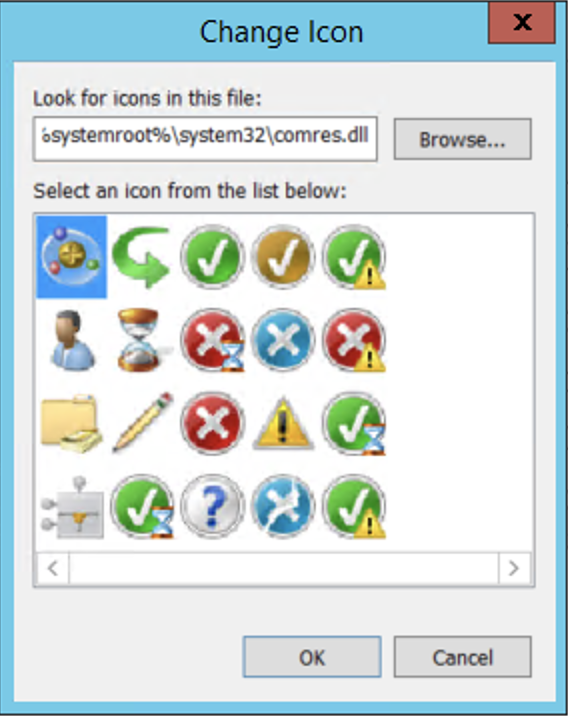 Change Icon
x
Look for icons in this file:
%systemroot%\system32\comres.dll
Browse...
Select an icon from the list below:
OK
Cancel